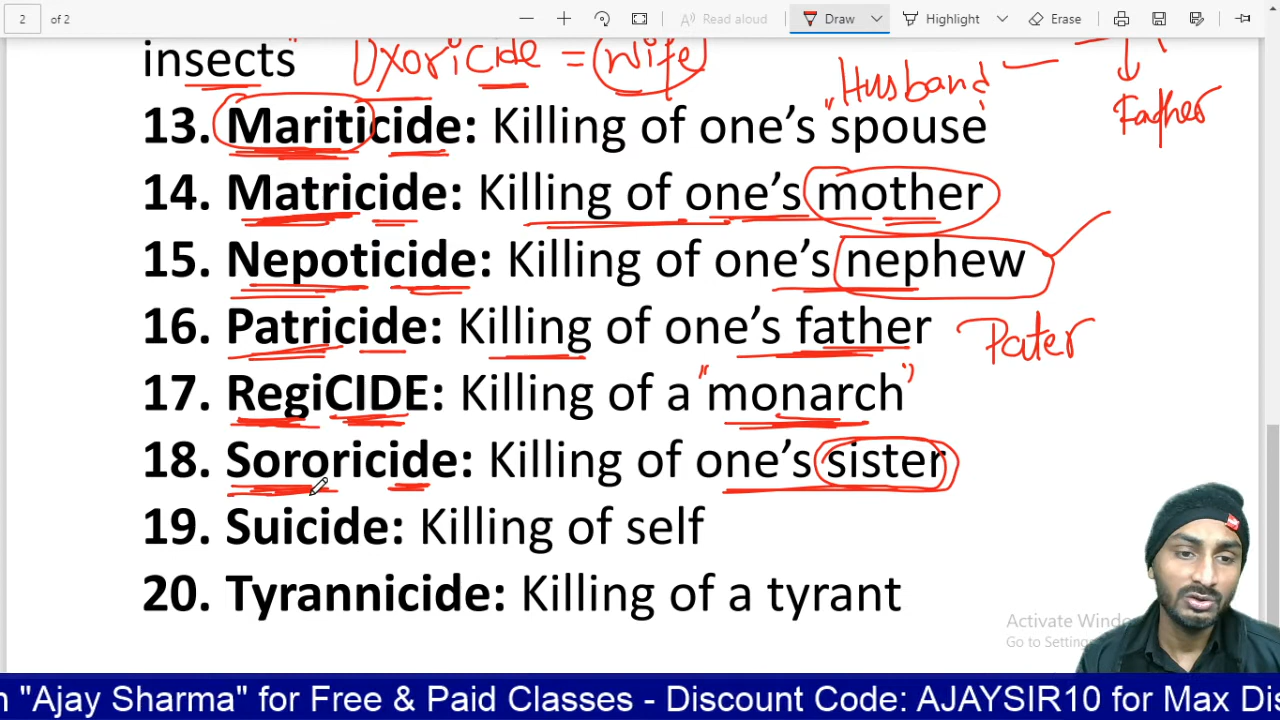 2 of 2 Read aloud Draw Highlight Erase
insects" Uxoricide = wife
"Husband"
Father
13. Mariticide: Killing of one's spouse
14. Matricide: Killing of one's mother
15. Nepoticide: Killing of one's nephew
16. Patricide: Killing of one's father Pater
17. RegiCIDE: Killing of a "monarch"
18. Sororicide: Killing of one's sister
19. Suicide: Killing of self
20. Tyrannicide: Killing of a tyrant
Activate Windo
Go to Settings
"Ajay Sharma" for Free & Paid Classes - Discount Code: AJAYSIR10 for Max Dis